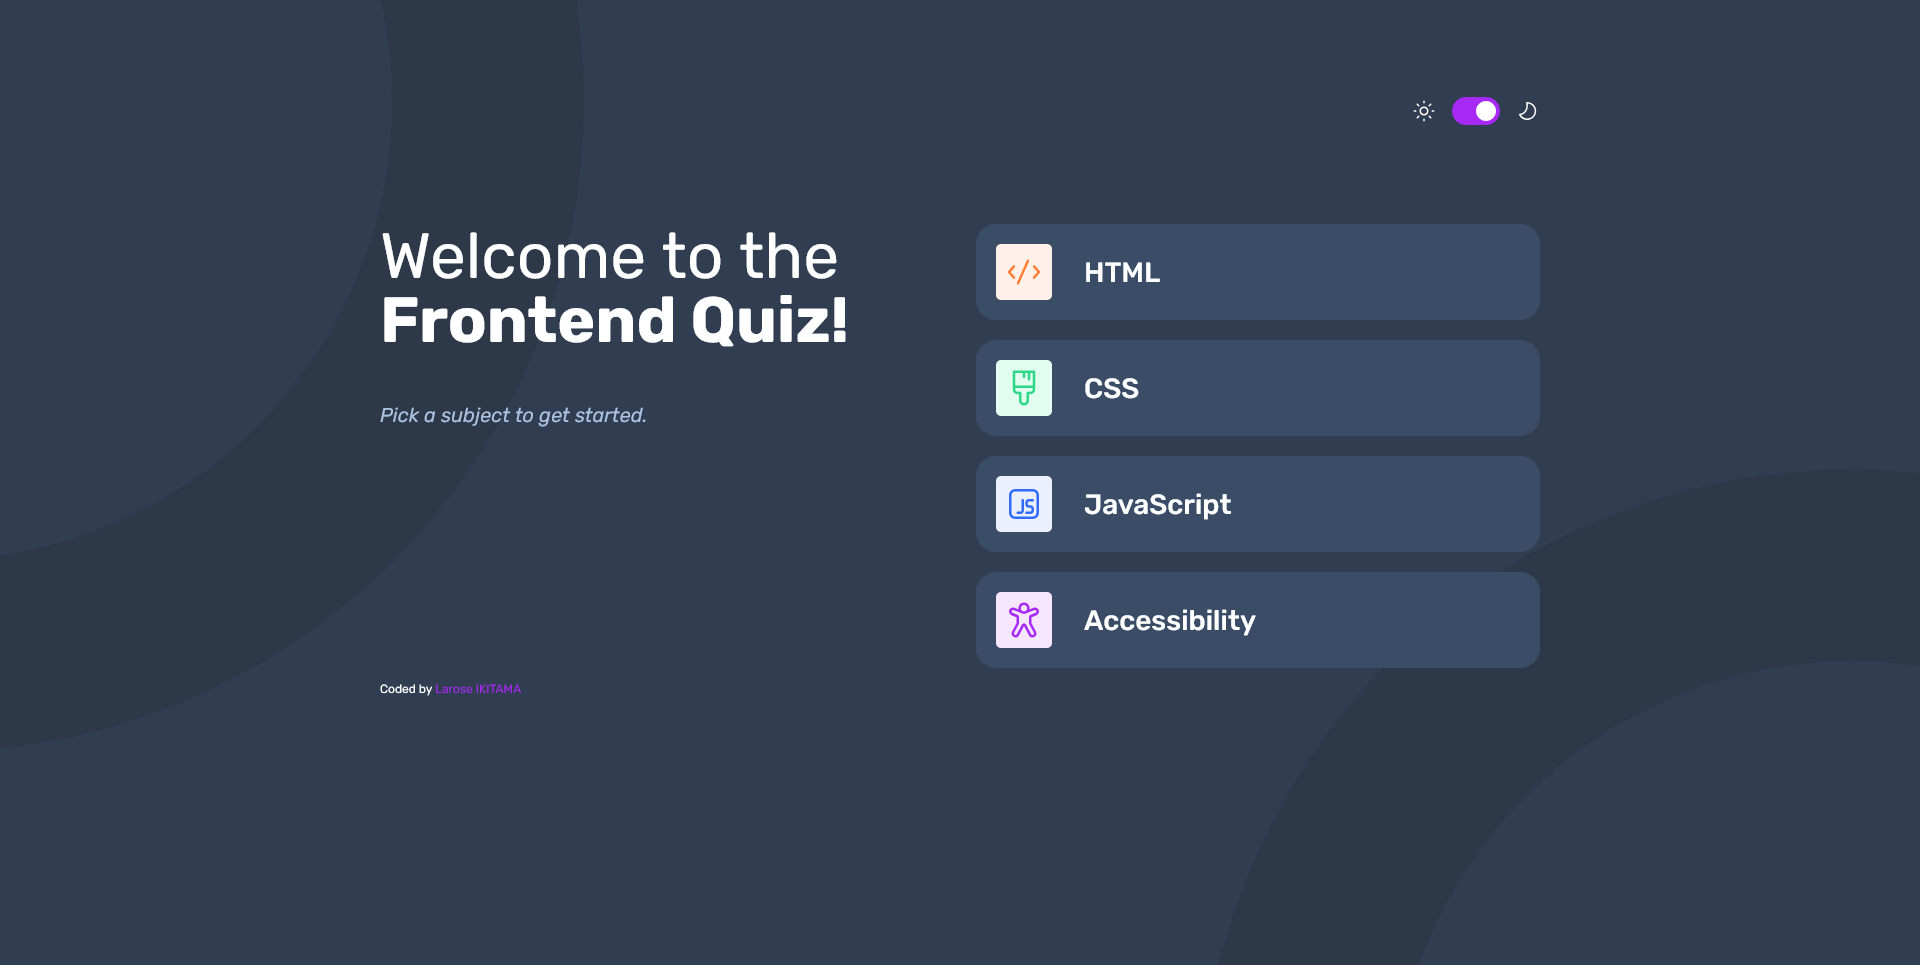 Welcome to the
Frontend Quiz!
Pick a subject to get started.
HTML
CSS
JS
JavaScript
Accessibility
Coded by Larose IKITAMA